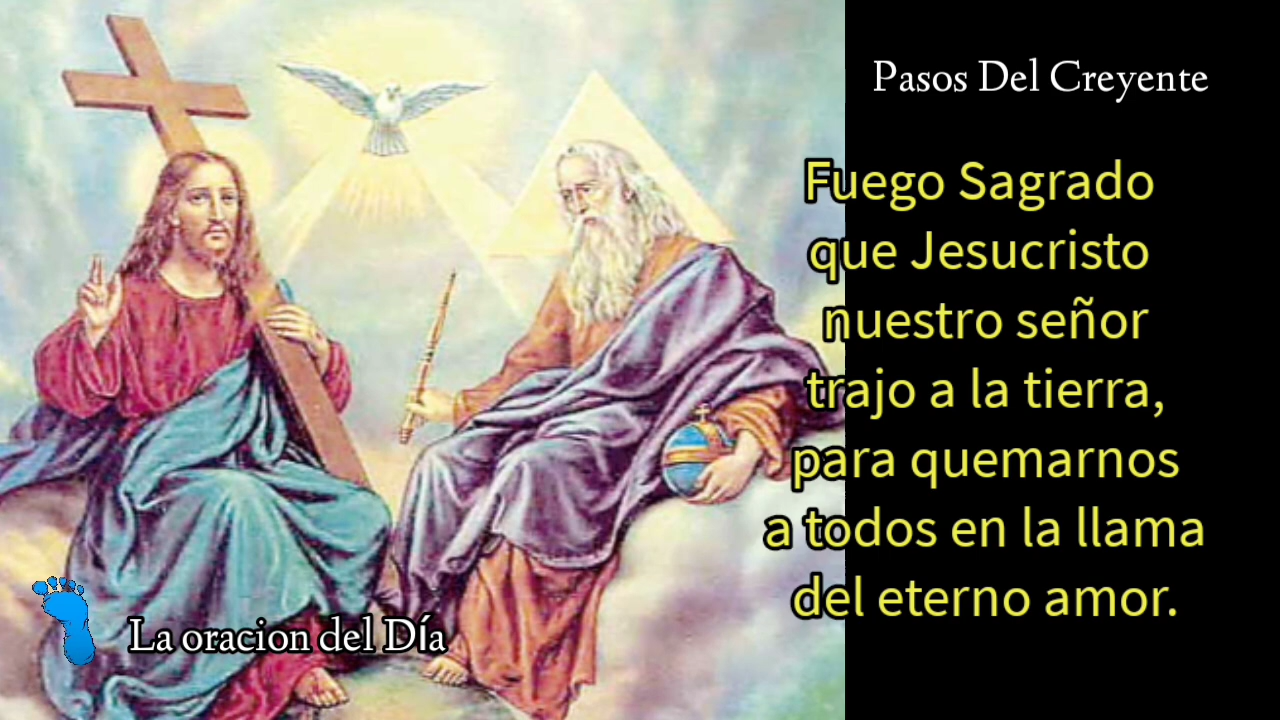 Pasos Del Creyente
Fuego Sagrado
que Jesucristo
nuestro señor
trajo a la tierra,
para quemarnos
a todos en la llama
del eterno amor.
La oracion del Día